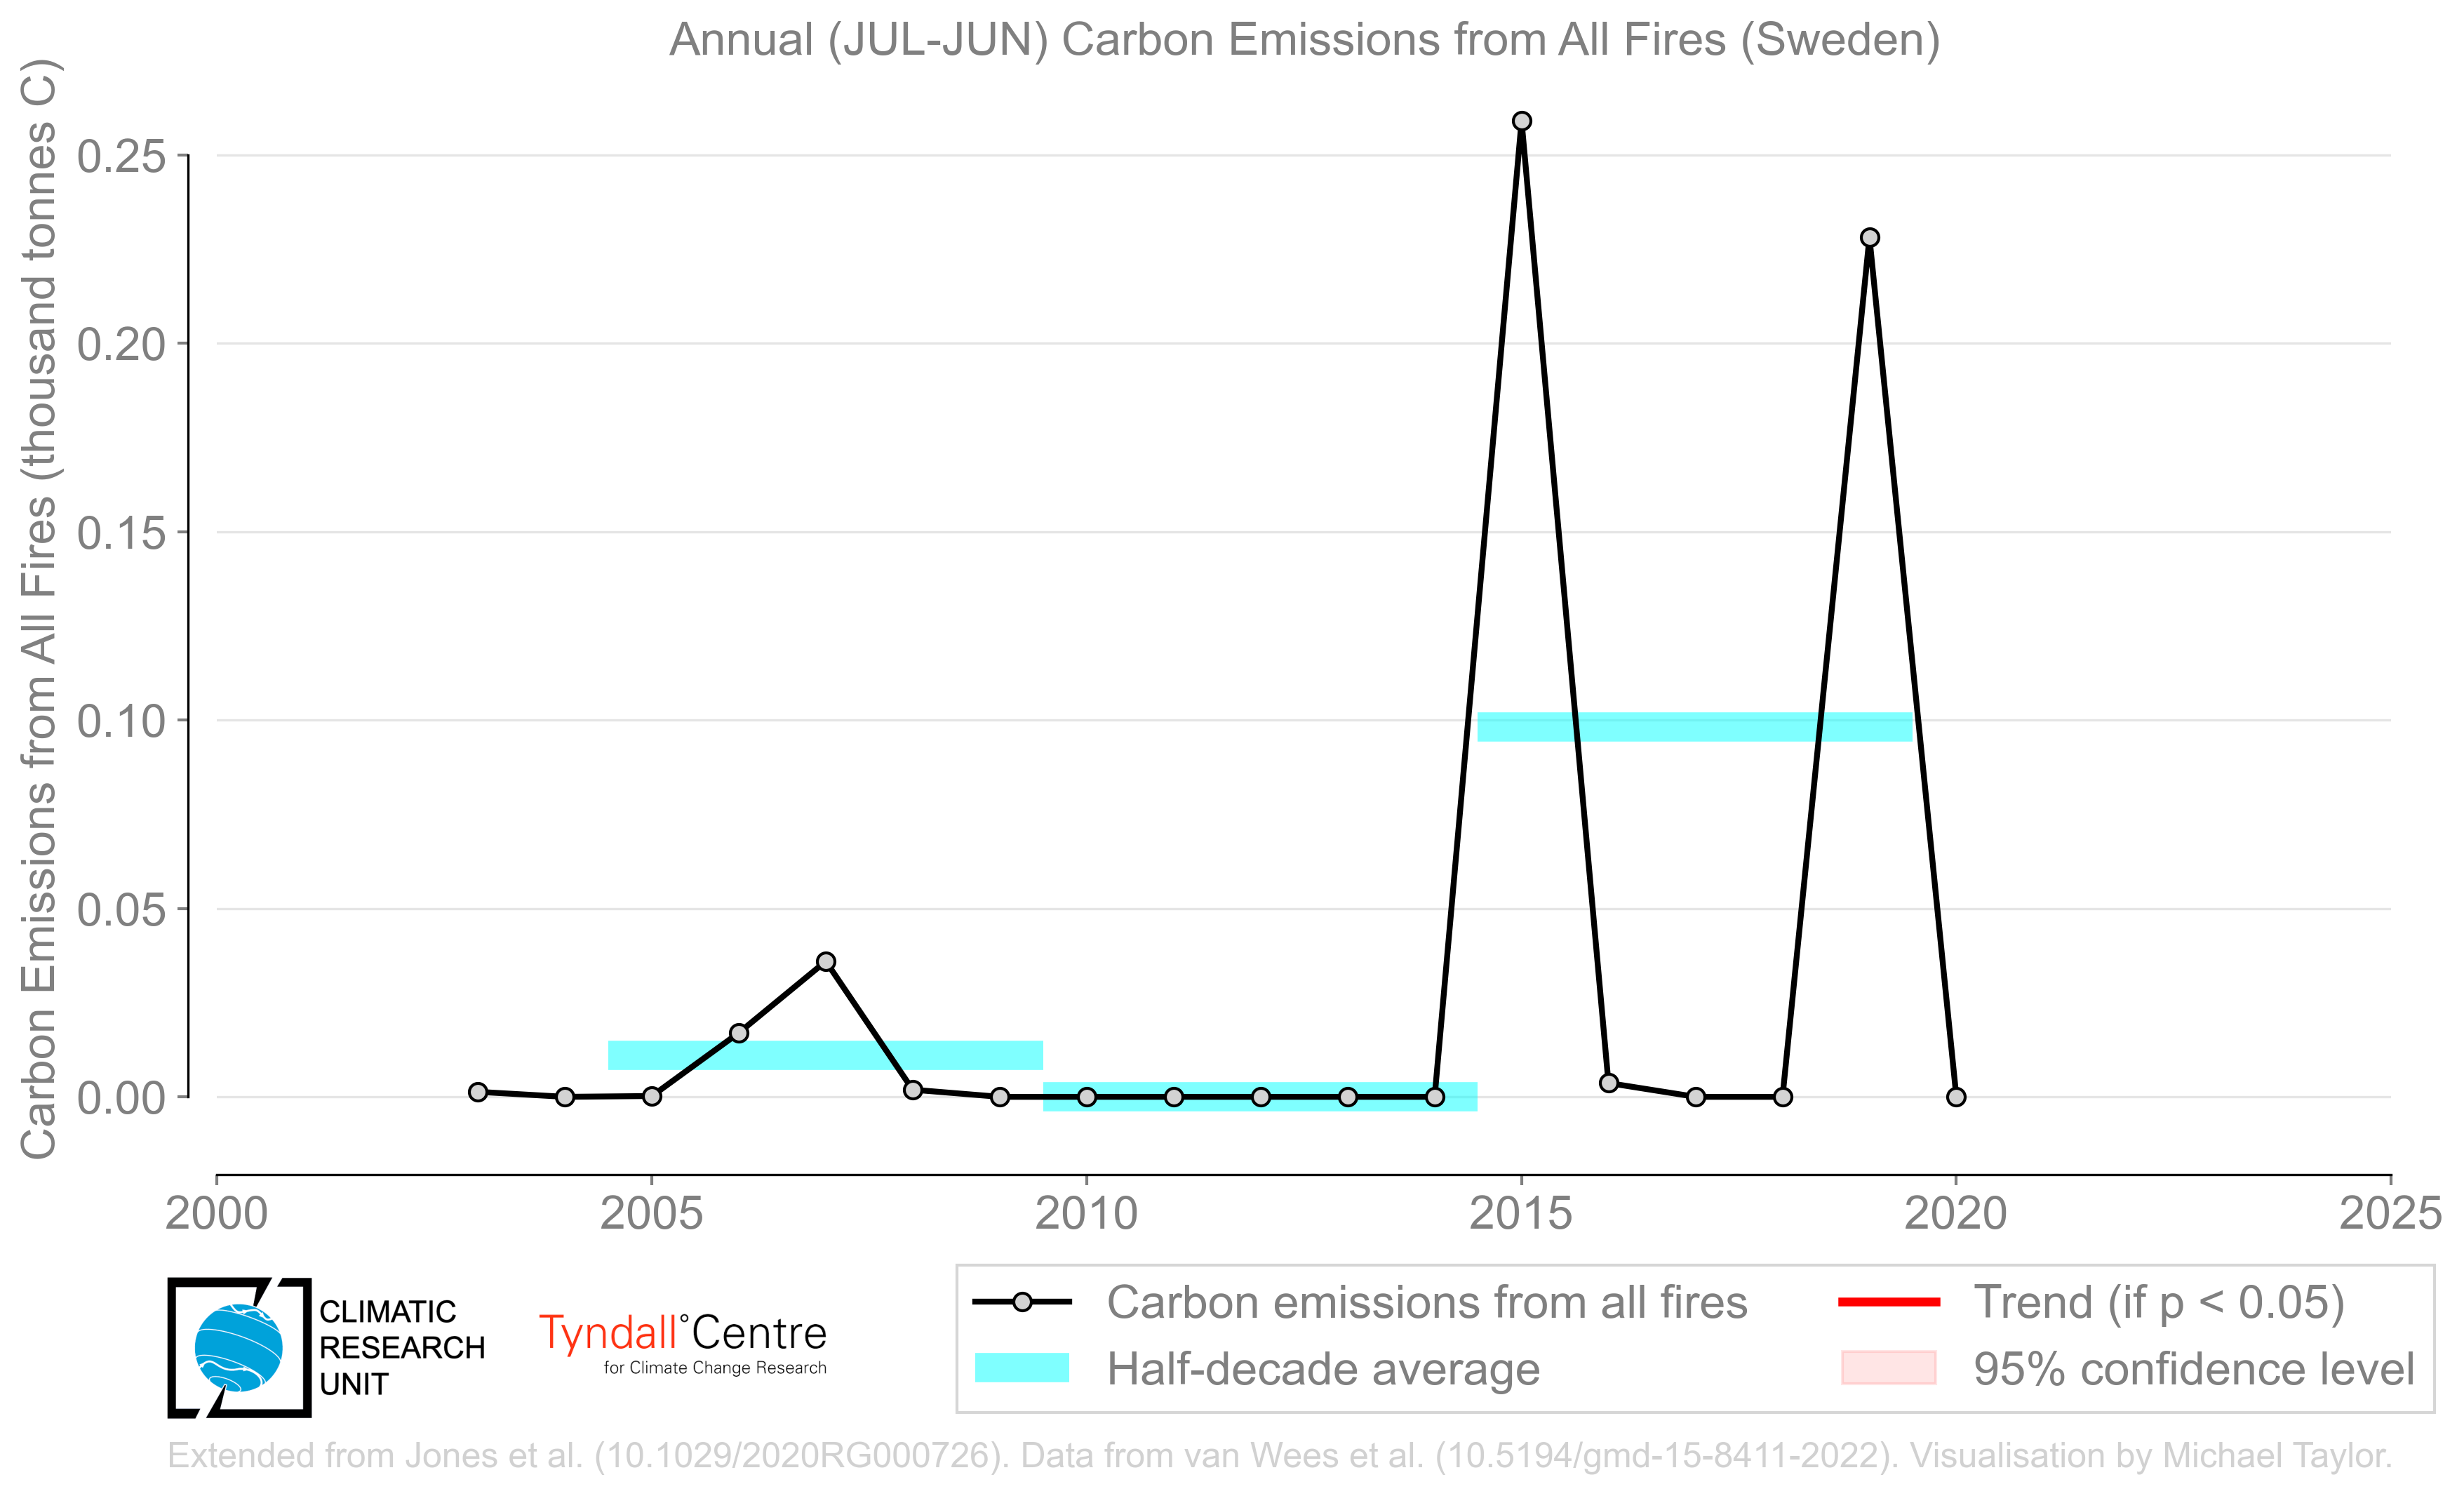 Annual (JUL-JUN) Carbon Emissions from All Fires (Sweden)
Carbon Emissions from All Fires (thousand tonnes C)
0.25
0.20
0.15
0.10
0.05
0.00
2000 2005 2010 2015 2020 2025
CLIMATIC
RESEARCH
UNIT
Tyndall°Centre
for Climate Change Research
Carbon emissions from all fires
Half-decade average
Trend (if p < 0.05)
95% confidence level
Extended from Jones et al. (10.1029/2020RG000726). Data from van Wees et al. (10.5194/gmd-15-8411-2022). Visualisation by Michael Taylor.